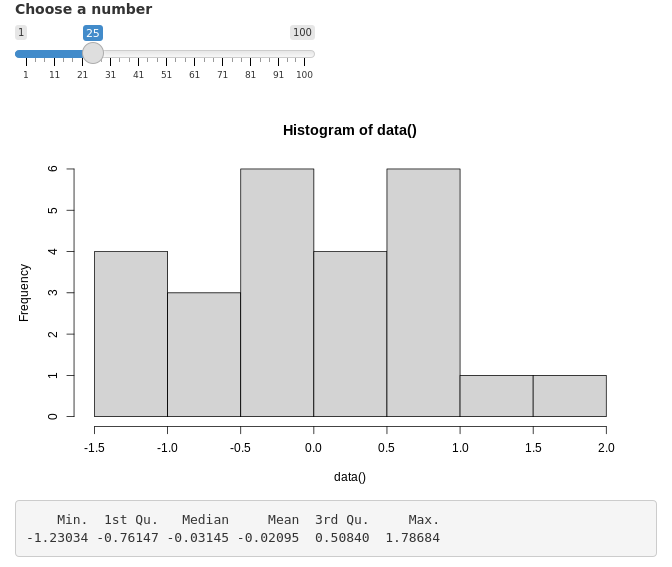 Choose a number
1 25 100
1 11 21 31 41 51 61 71 81 91 100
Histogram of data()
Frequency
6
5
4
3
2
1
0
-1.5 -1.0 -0.5 0.0 0.5 1.0 1.5 2.0
data()
Min. 1st Qu. Median Mean 3rd Qu. Max.
-1.23034 -0.76147 -0.03145 -0.02095 0.50840 1.78684